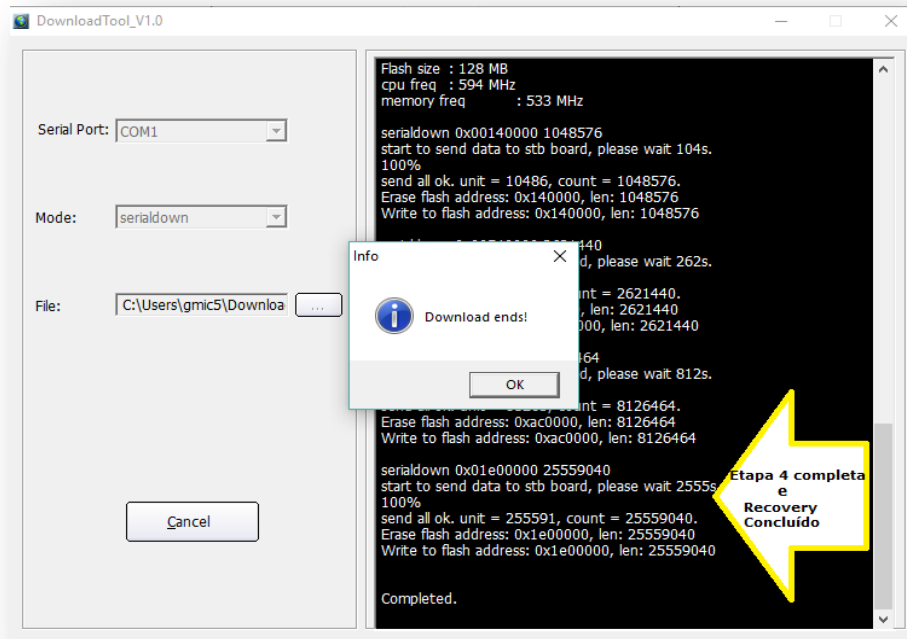 DownloadTool_V1.0
Serial Port:
COM1
Mode:
serialdown
File:
C:\Users\gmic5\Downloa
...
Cancel
Flash size : 128 MB
cpu freq : 594 MHz
memory freq : 533 MHz
serialdown 0x00140000 1048576
start to send data to stb board, please wait 104s.
100%
send all ok. unit = 10486, count = 1048576.
Erase flash address: 0x140000, len: 1048576
Write to flash address: 0x140000, len: 1048576
440
d, please wait 262s.
nt = 2621440.
, len: 2621440
000, len: 2621440
464
d, please wait 812s.
unt = 8126464.
Erase flash address: 0xac0000, len: 8126464
Write to flash address: 0xac0000, len: 8126464
serialdown 0x01e00000 25559040
start to send data to stb board, please wait 2555s
100%
send all ok. unit = 255591, count = 25559040.
Erase flash address: 0x1e00000, len: 25559040
Write to flash address: 0x1e00000, len: 25559040
Completed.
Info
Download ends!
OK
Etapa 4 completa
e
Recovery
Concluído